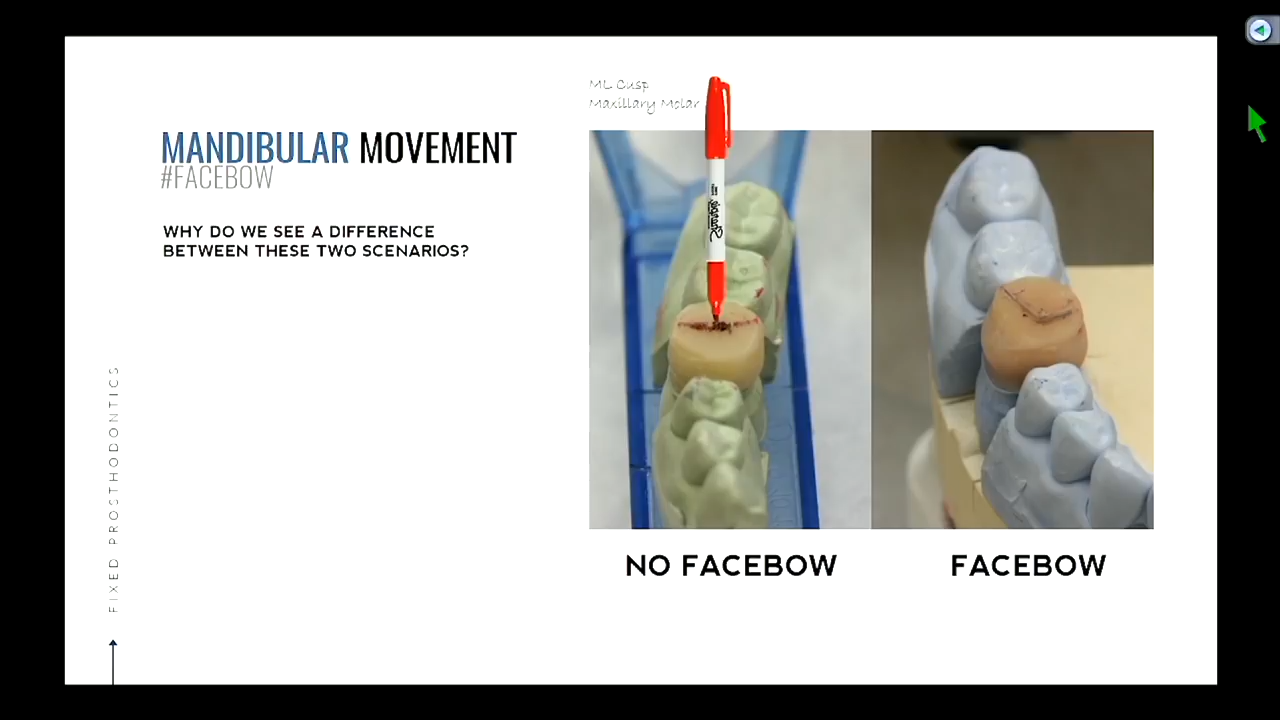 ML Cusp
Maxillary Molar
MANDIBULAR MOVEMENT
#FACEBOW
WHY DO WE SEE A DIFFERENCE
BETWEEN THESE TWO SCENARIOS?
Sharpie
NO FACEBOW
FACEBOW
FIXED PROSTHODONTICS